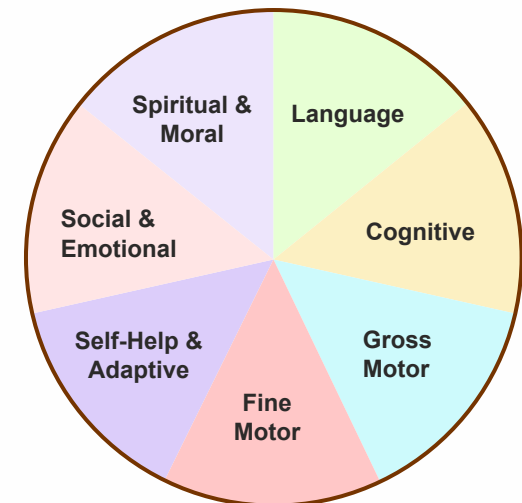 Language
Cognitive
Gross
Motor
Fine
Motor
Self-Help &
Adaptive
Social &
Emotional
Spiritual &
Moral